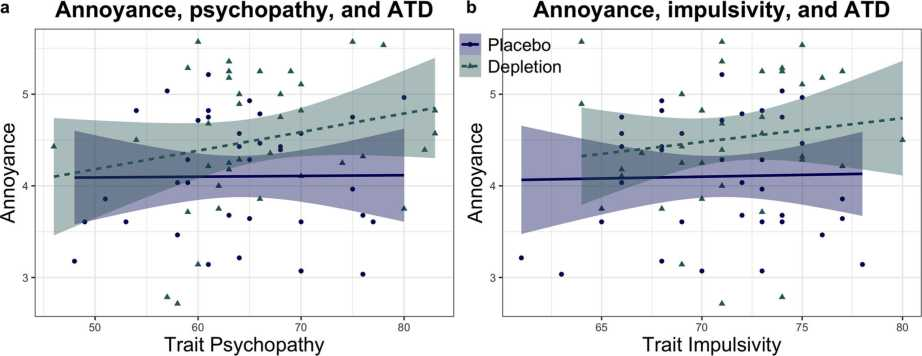 a Annoyance, psychopathy, and ATD
Annoyance
5
4
3
50 60 70 80
Trait Psychopathy
b Annoyance, impulsivity, and ATD
Placebo
Depletion
Annoyance
5
4
3
65 70 75 80
Trait Impulsivity